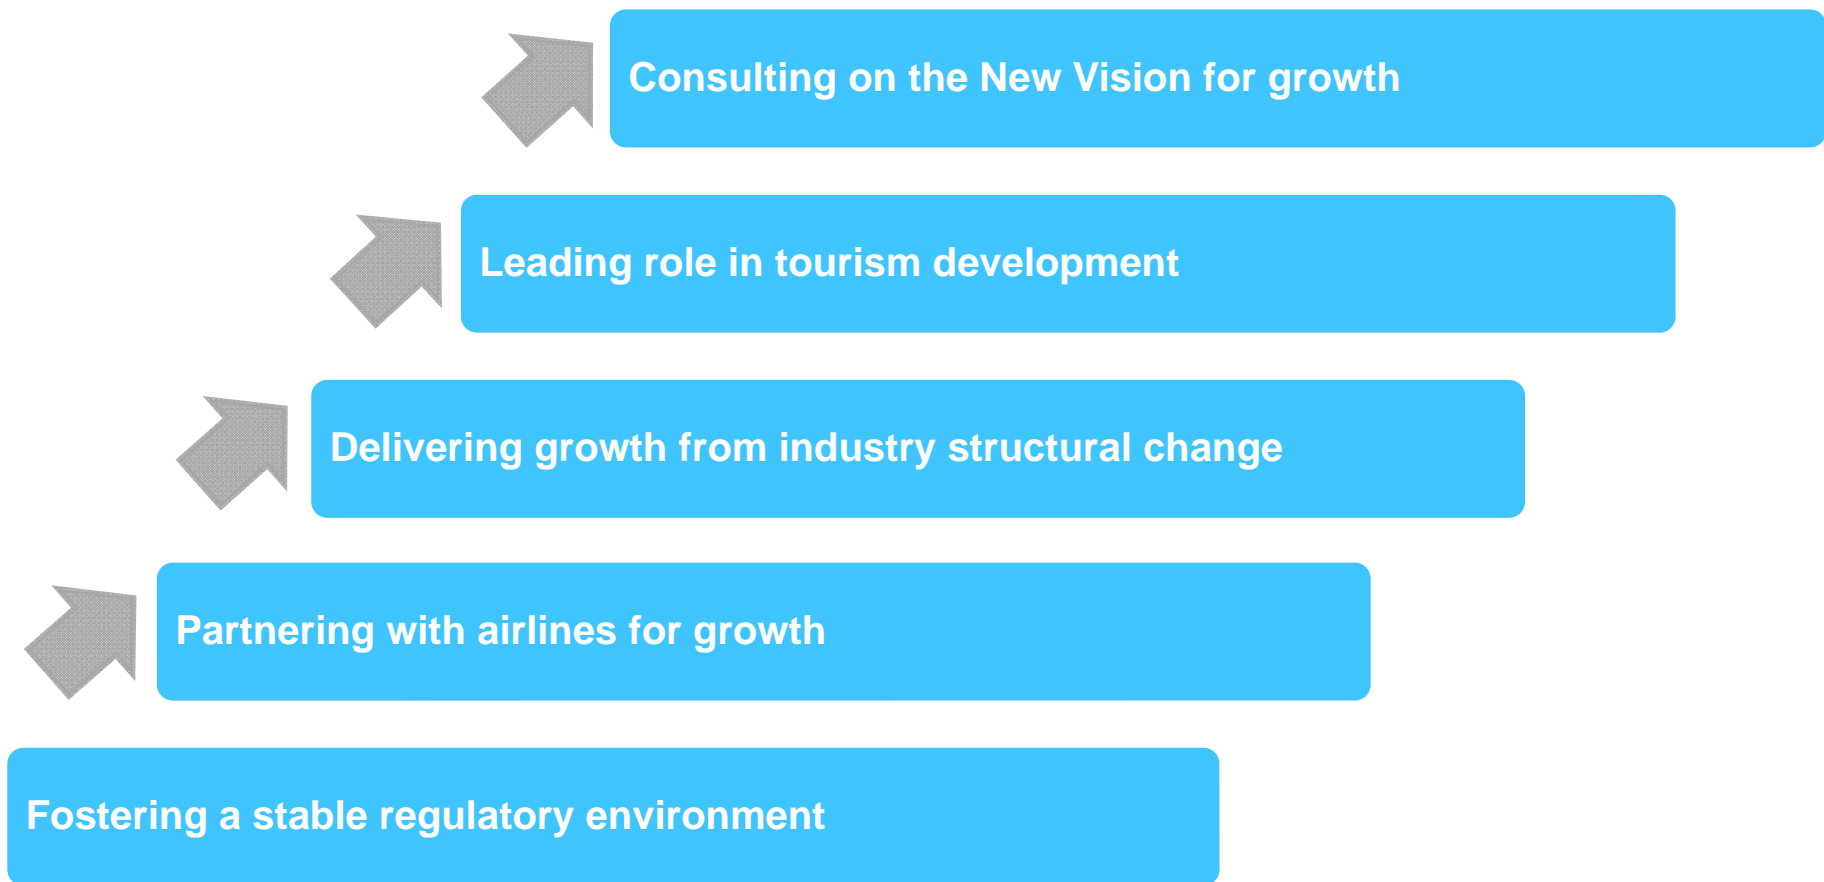 Consulting on the New Vision for growth
Leading role in tourism development
Delivering growth from industry structural change
Partnering with airlines for growth
Fostering a stable regulatory environment